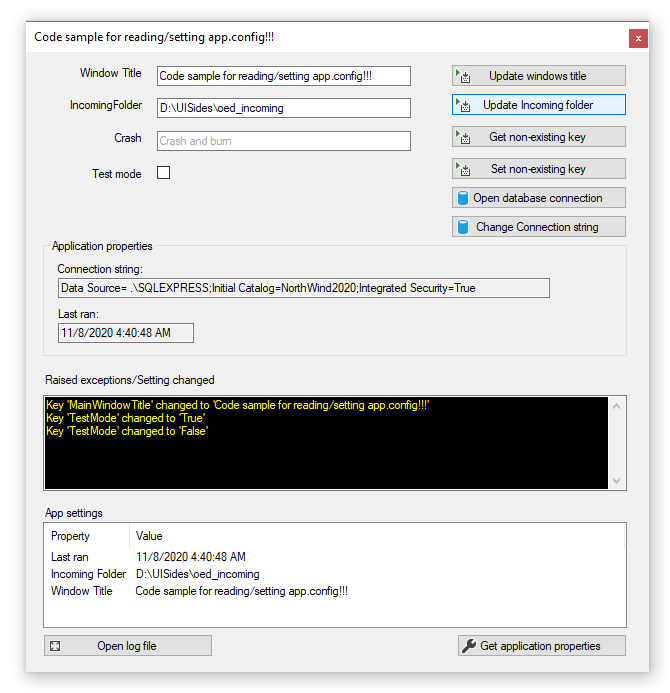 Code sample for reading/setting app.config!!!
x
Window Title Code sample for reading/setting app.config!!! Update windows title
IncomingFolder D:\UISides\oed_incoming Update Incoming folder
Crash Crash and burn Get non-existing key
Test mode Set non-existing key
Open database connection
Change Connection string
Application properties
Connection string:
Data Source= .\SQLEXPRESS;Initial Catalog=NorthWind2020;Integrated Security=True
Last ran:
11/8/2020 4:40:48 AM
Raised exceptions/Setting changed
Key 'MainWindowTitle' changed to 'Code sample for reading/setting app.config!!!'
Key 'TestMode' changed to 'True'
Key 'TestMode' changed to 'False'
App settings
Property Value
Last ran 11/8/2020 4:40:48 AM
Incoming Folder D:\UISides\oed_incoming
Window Title Code sample for reading/setting app.config!!!
Open log file Get application properties